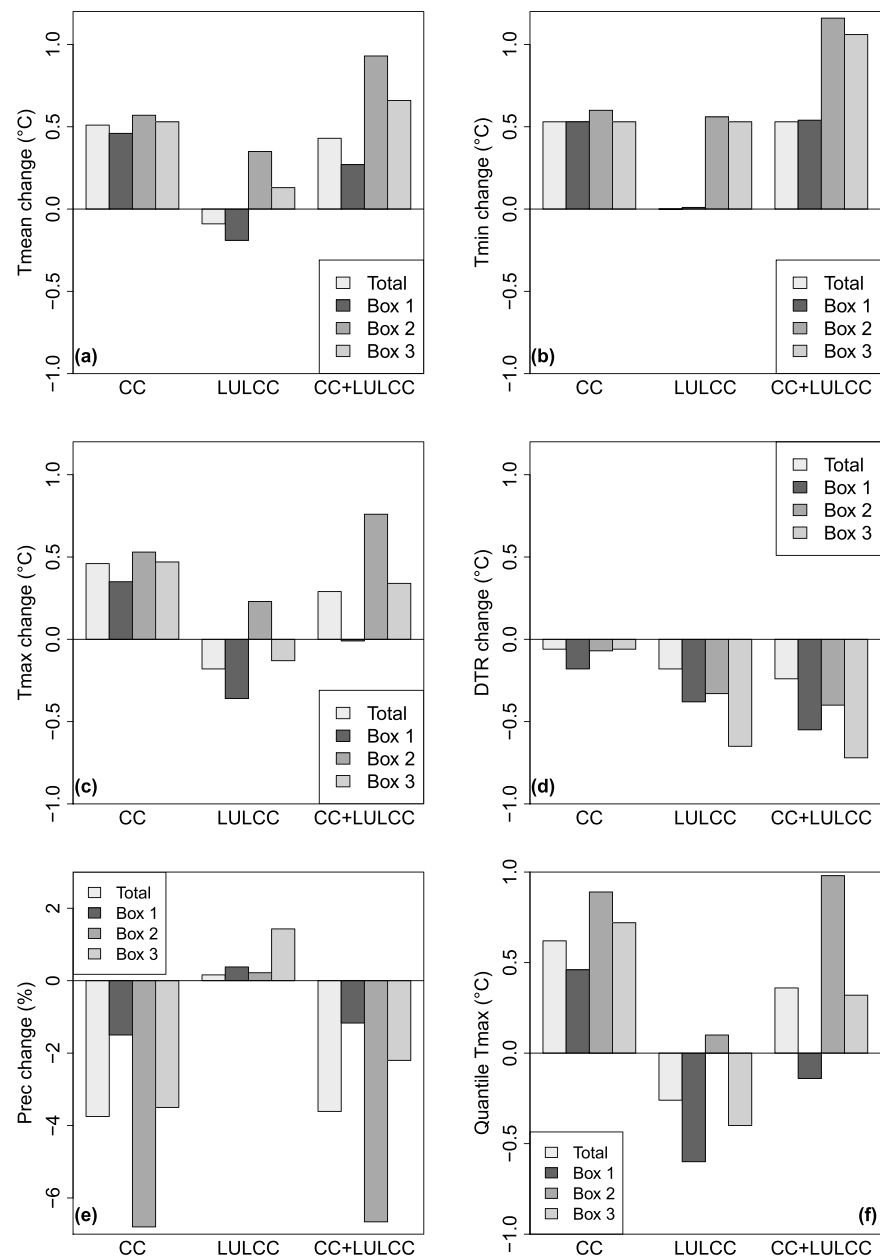 Tmean change (°C)
1.0
0.5
0.0
−0.5
−1.0
Total
Box 1
Box 2
Box 3
(a)
CC LULCC CC+LULCC
Tmin change (°C)
1.0
0.5
0.0
−0.5
−1.0
Total
Box 1
Box 2
Box 3
(b)
CC LULCC CC+LULCC
Tmax change (°C)
1.0
0.5
0.0
−0.5
−1.0
Total
Box 1
Box 2
Box 3
(c)
CC LULCC CC+LULCC
DTR change (°C)
1.0
0.5
0.0
−0.5
−1.0
Total
Box 1
Box 2
Box 3
(d)
CC LULCC CC+LULCC
Prec change (%)
2
0
−2
−4
−6
Total
Box 1
Box 2
Box 3
(e)
CC LULCC CC+LULCC
Quantile Tmax (°C)
1.0
0.5
0.0
−0.5
−1.0
Total
Box 1
Box 2
Box 3
(f)
CC LULCC CC+LULCC